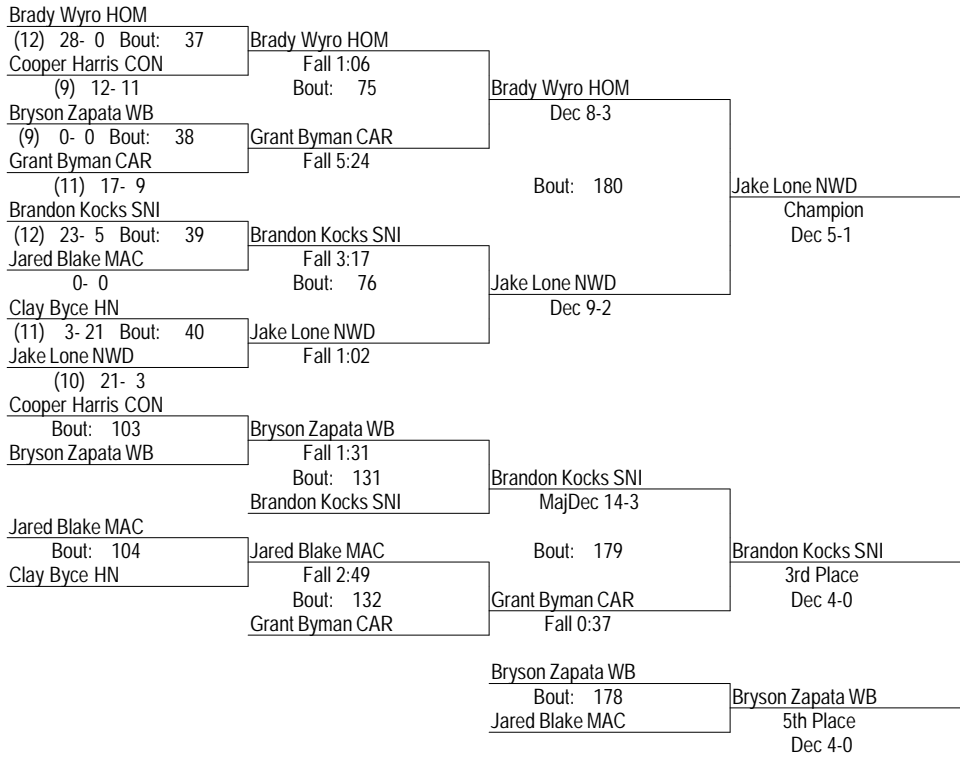 Brady Wyro HOM
(12) 28- 0 Bout: 37
Cooper Harris CON
(9) 12- 11
Bryson Zapata WB
(9) 0- 0 Bout: 38
Grant Byman CAR
(11) 17- 9
Brandon Kocks SNI
(12) 23- 5 Bout: 39
Jared Blake MAC
0- 0
Clay Byce HN
(11) 3- 21 Bout: 40
Jake Lone NWD
(10) 21- 3
Brady Wyro HOM
Fall 1:06
Bout: 75
Grant Byman CAR
Fall 5:24
Brandon Kocks SNI
Fall 3:17
Bout: 76
Jake Lone NWD
Fall 1:02
Brady Wyro HOM
Dec 8-3
Bout: 180
Jake Lone NWD
Dec 9-2
Jake Lone NWD
Champion
Dec 5-1
Cooper Harris CON
Bout: 103
Bryson Zapata WB
Jared Blake MAC
Bout: 104
Clay Byce HN
Bryson Zapata WB
Fall 1:31
Bout: 131
Brandon Kocks SNI
Jared Blake MAC
Fall 2:49
Bout: 132
Grant Byman CAR
Brandon Kocks SNI
MajDec 14-3
Bout: 179
Grant Byman CAR
Fall 0:37
Brandon Kocks SNI
3rd Place
Dec 4-0
Bryson Zapata WB
Bout: 178
Jared Blake MAC
Bryson Zapata WB
5th Place
Dec 4-0